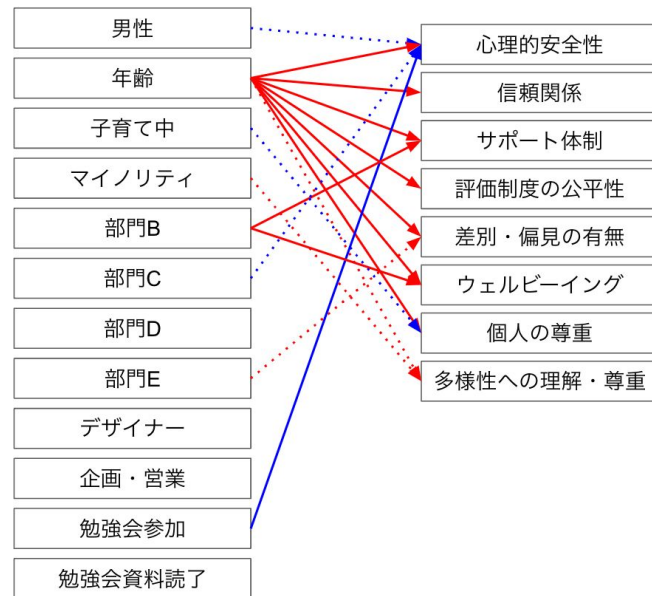 男性
年齢
子育て中
マイノリティ
部門B
部門C
部門D
部門E
デザイナー
企画・営業
勉強会参加
勉強会資料読了
心理的安全性
信頼関係
サポート体制
評価制度の公平性
差別・偏見の有無
ウェルビーイング
個人の尊重
多様性への理解・尊重